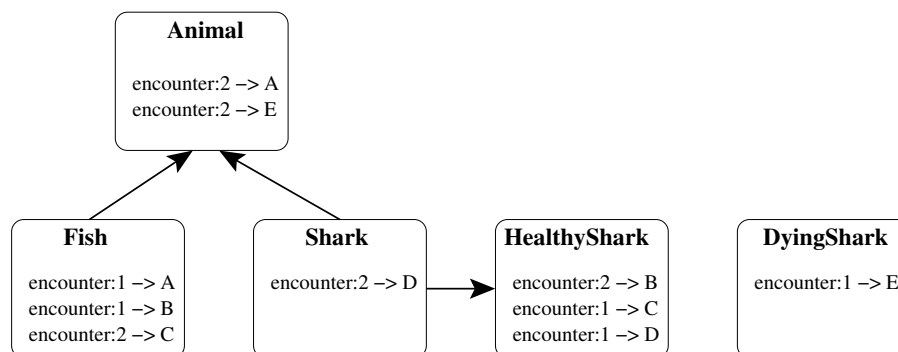 Animal
encounter:2 −> A
encounter:2 −> E
Fish
encounter:1 −> A
encounter:1 −> B
encounter:2 −> C
Shark
encounter:2 −> D
HealthyShark
encounter:2 −> B
encounter:1 −> C
encounter:1 −> D
DyingShark
encounter:1 −> E